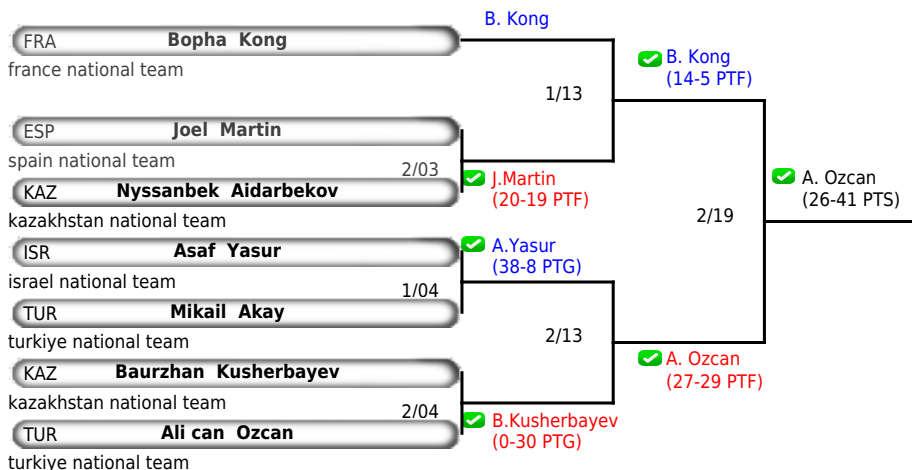 B. Kong
FRA Bopha Kong
france national team
B. Kong
(14-5 PTF)
1/13
ESP Joel Martin
spain national team
2/03
J.Martin
(20-19 PTF)
KAZ Nyssanbek Aidarbekov
kazakhstan national team
A. Ozcan
(26-41 PTS)
2/19
ISR Asaf Yasur
israel national team
A.Yasur
(38-8 PTG)
1/04
TUR Mikail Akay
turkiye national team
2/13
KAZ Baurzhan Kusherbayev
kazakhstan national team
A. Ozcan
(27-29 PTF)
2/04
B.Kusherbayev
(0-30 PTG)
TUR Ali can Ozcan
turkiye national team